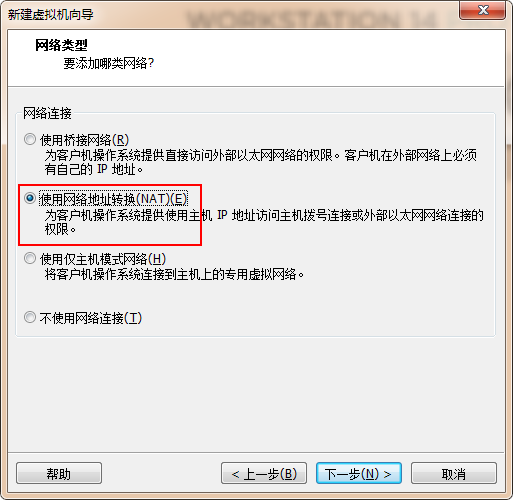 新建虚拟机向导
WORKSTATION 14
网络类型
要添加哪类网络?
网络连接
使用桥接网络(R)
为客户机操作系统提供直接访问外部以太网网络的权限。客户机在外部网络上必须
有自己的 IP 地址。
使用网络地址转换(NAT)(E)
为客户机操作系统提供使用主机 IP 地址访问主机拨号连接或外部以太网网络连接的
权限。
使用仅主机模式网络(H)
将客户机操作系统连接到主机上的专用虚拟网络。
不使用网络连接(T)
帮助
< 上一步(B)
下一步(N) >
取消